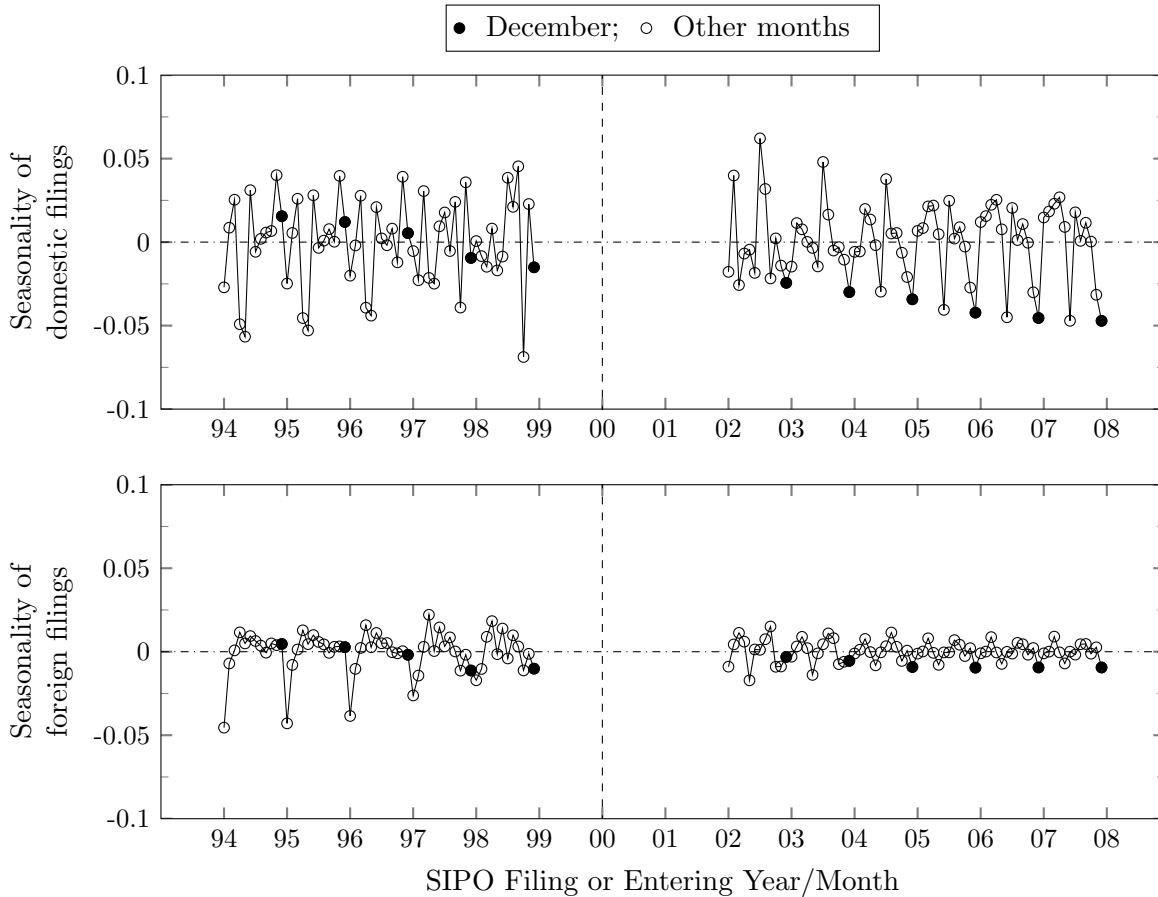 ● December; ○ Other months
Seasonality of
domestic filings
0.1
0.05
0
-0.05
-0.1
94 95 96 97 98 99 00 01 02 03 04 05 06 07 08
Seasonality of
foreign filings
0.1
0.05
0
-0.05
-0.1
94 95 96 97 98 99 00 01 02 03 04 05 06 07 08
SIPO Filing or Entering Year/Month